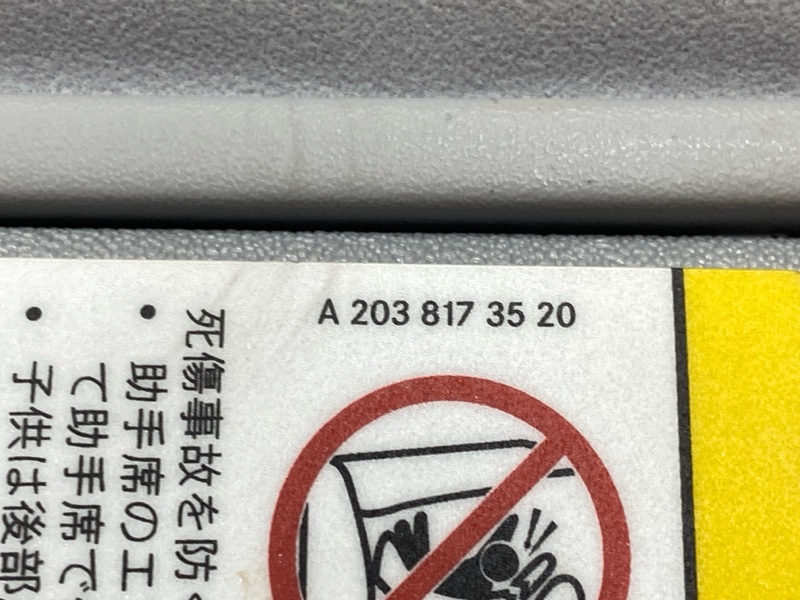 A 203 817 35 20
死傷事故を防
・助手席のエ
て助手席で
・子供は後部